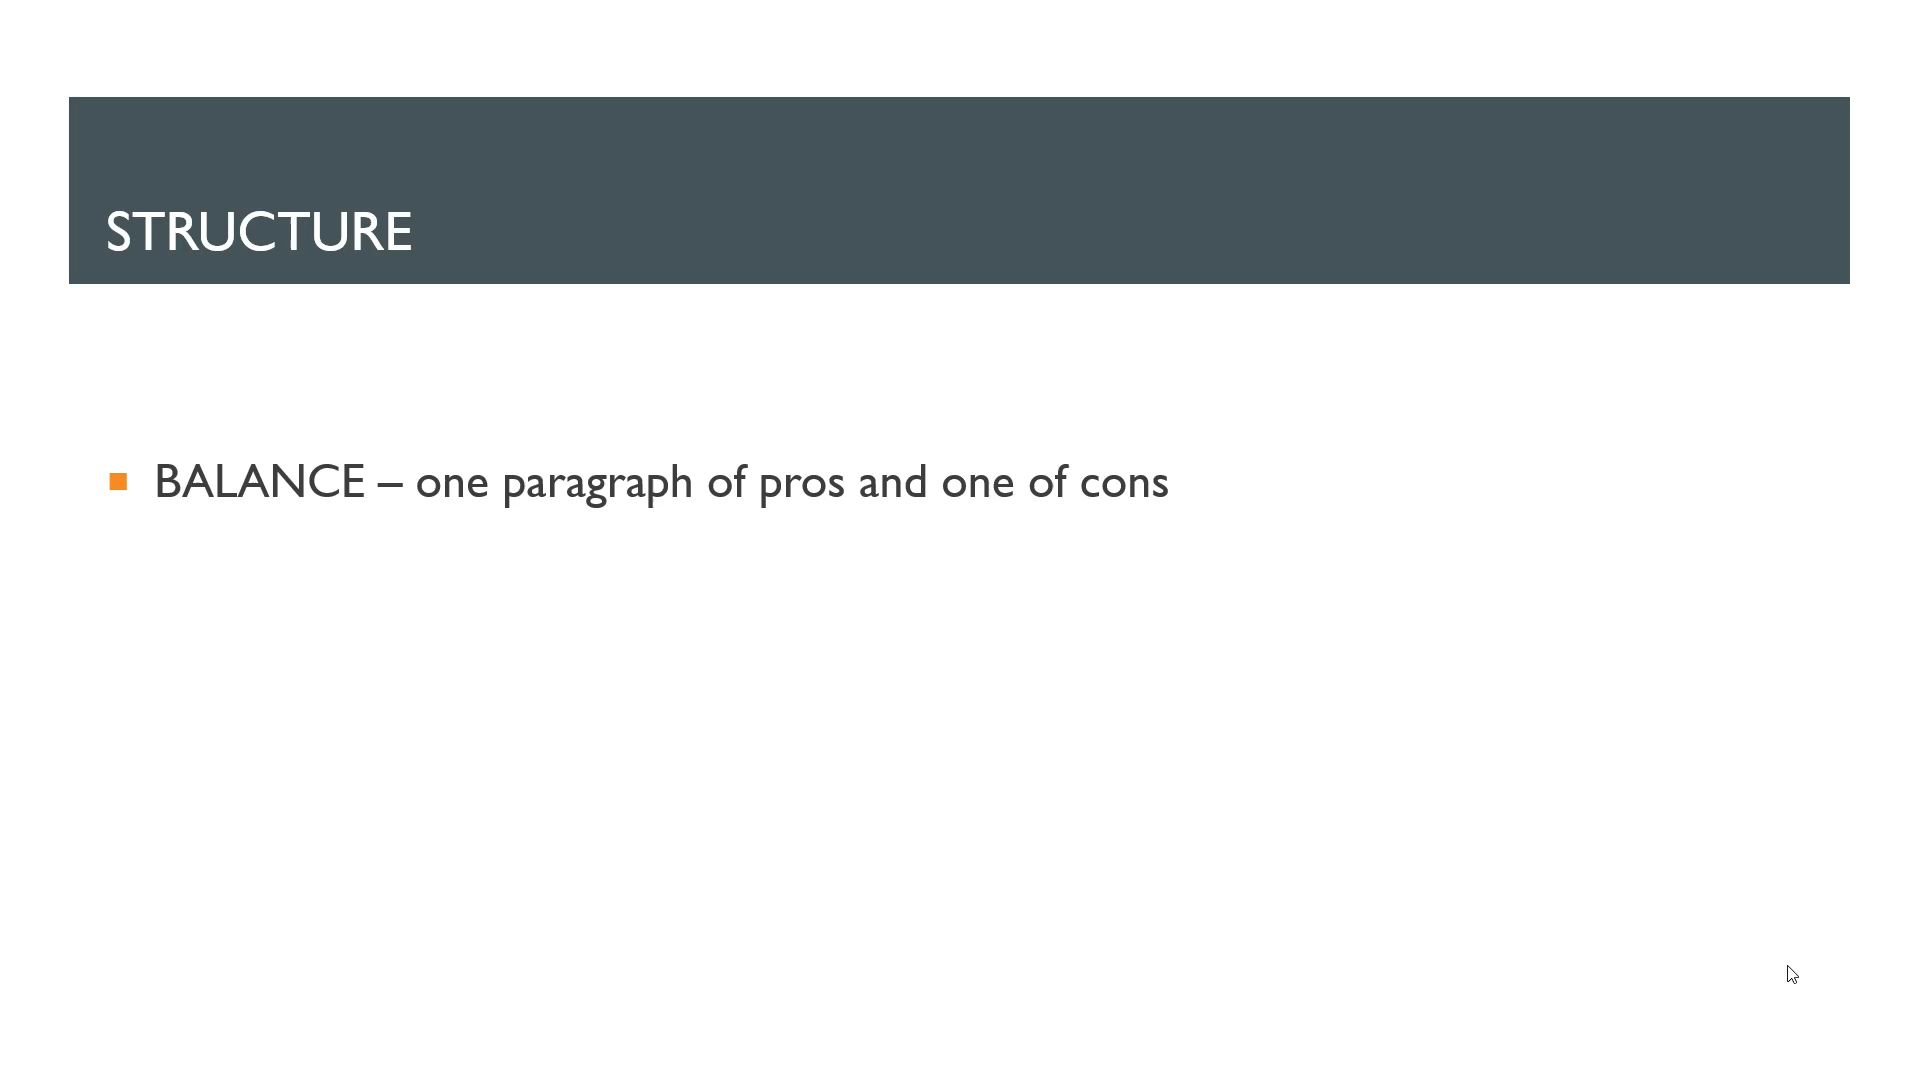 STRUCTURE
BALANCE – one paragraph of pros and one of cons